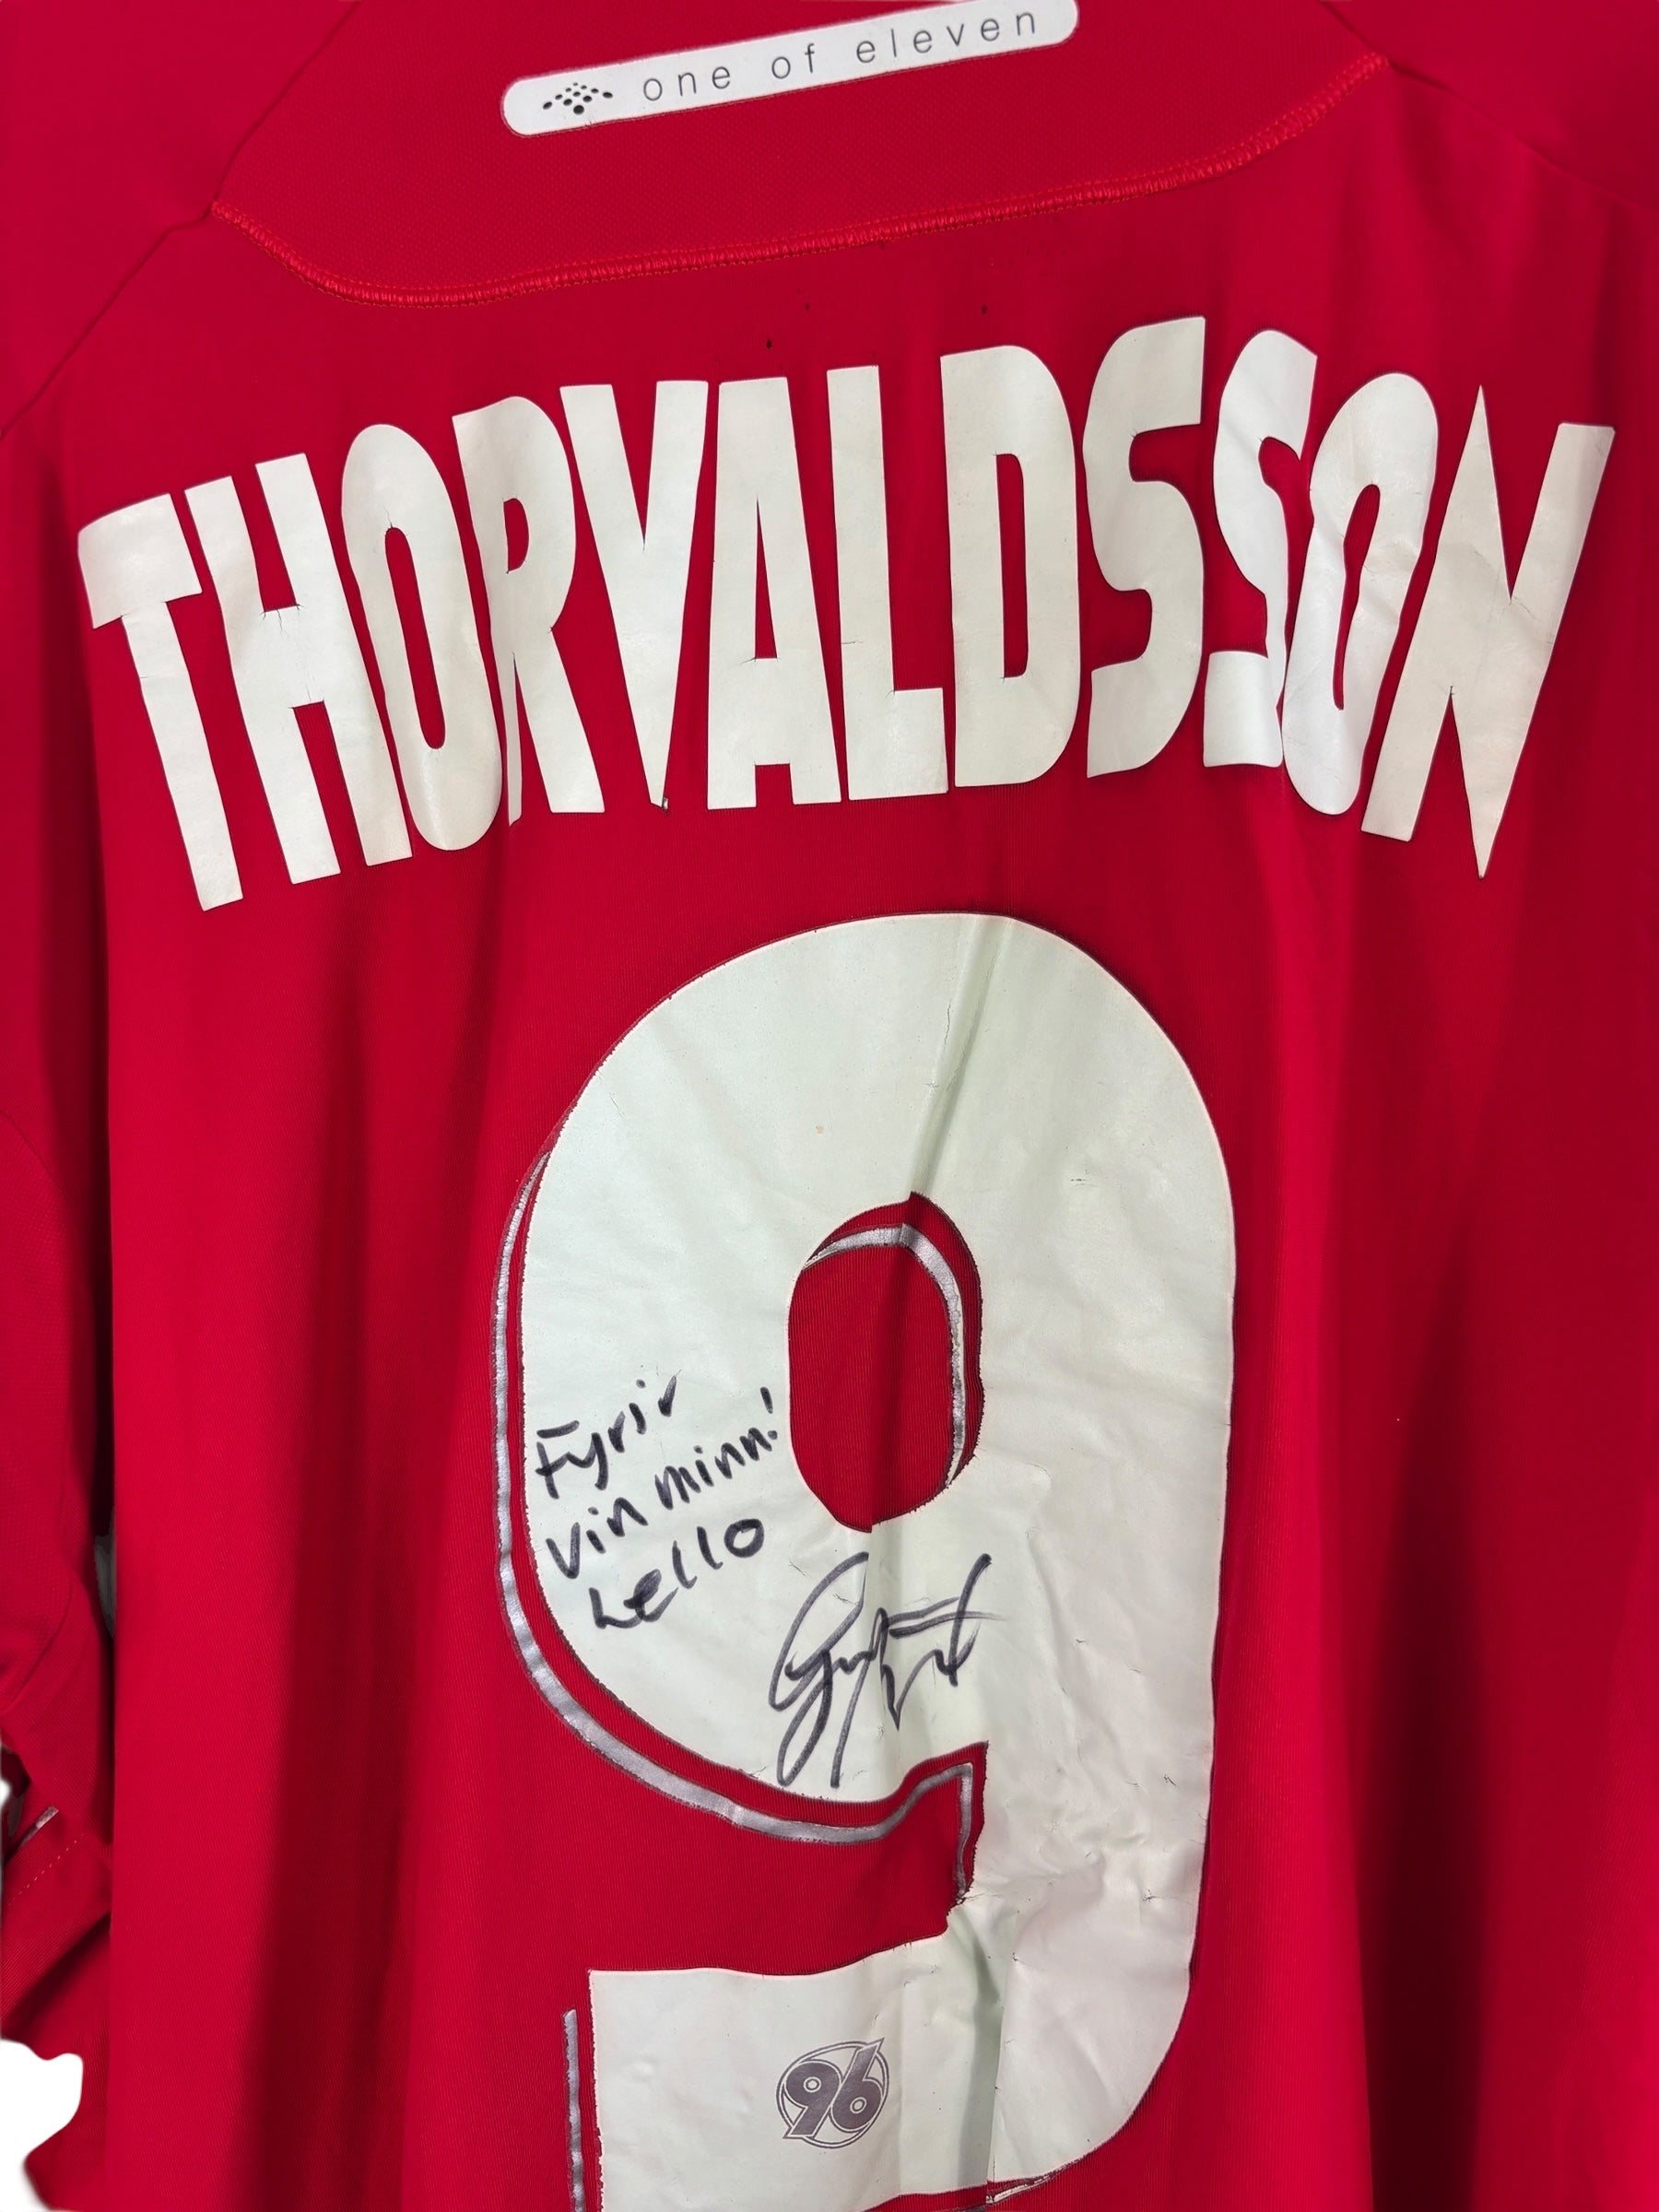 one of eleven
THORVALDSSON
9
Fyrir
vin minn!
Lello
96